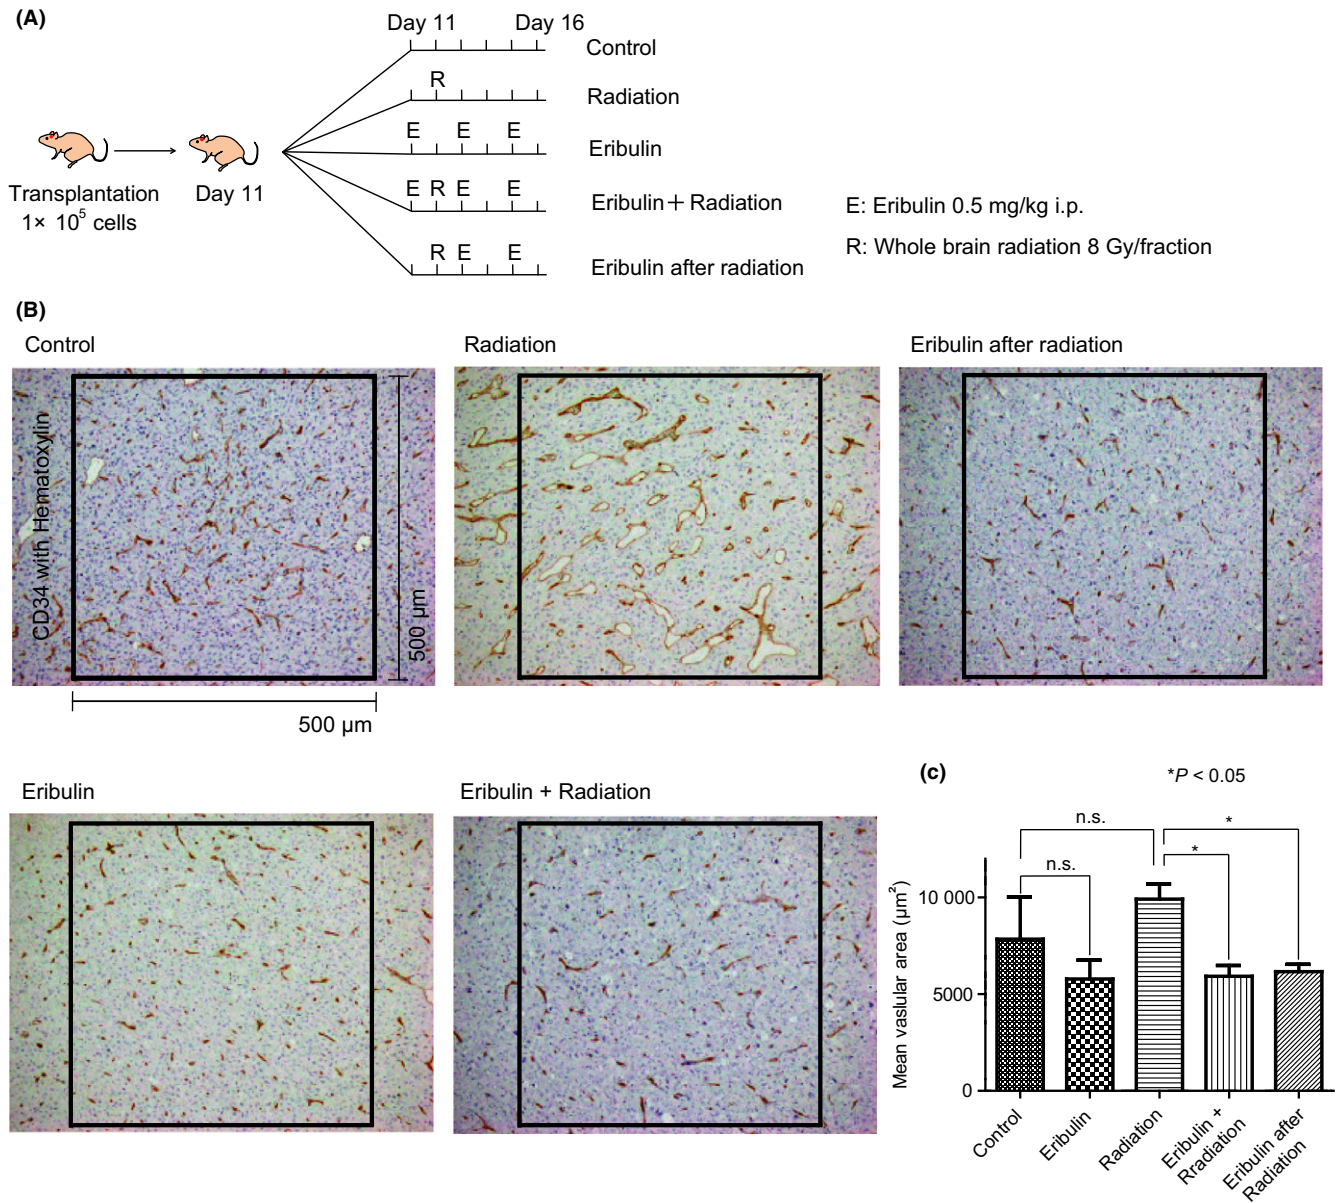 (A)
Day 11
Day 16
Control
R
Radiation
E E E
Eribulin
E R E E
Eribulin + Radiation
R E E
Eribulin after radiation
Transplantation
1× 10⁵ cells
Day 11
E: Eribulin 0.5 mg/kg i.p.
R: Whole brain radiation 8 Gy/fraction
(B)
Control
Radiation
Eribulin after radiation
CD34 with Hematoxylin
500 µm
500 µm
Eribulin
Eribulin + Radiation
(c)
*P < 0.05
n.s.
*
n.s.
*
Mean vaslular area (µm²)
10 000
5000
0
Control
Eribulin
Radiation
Eribulin +
Rradiation
Eribulin after
Radiation